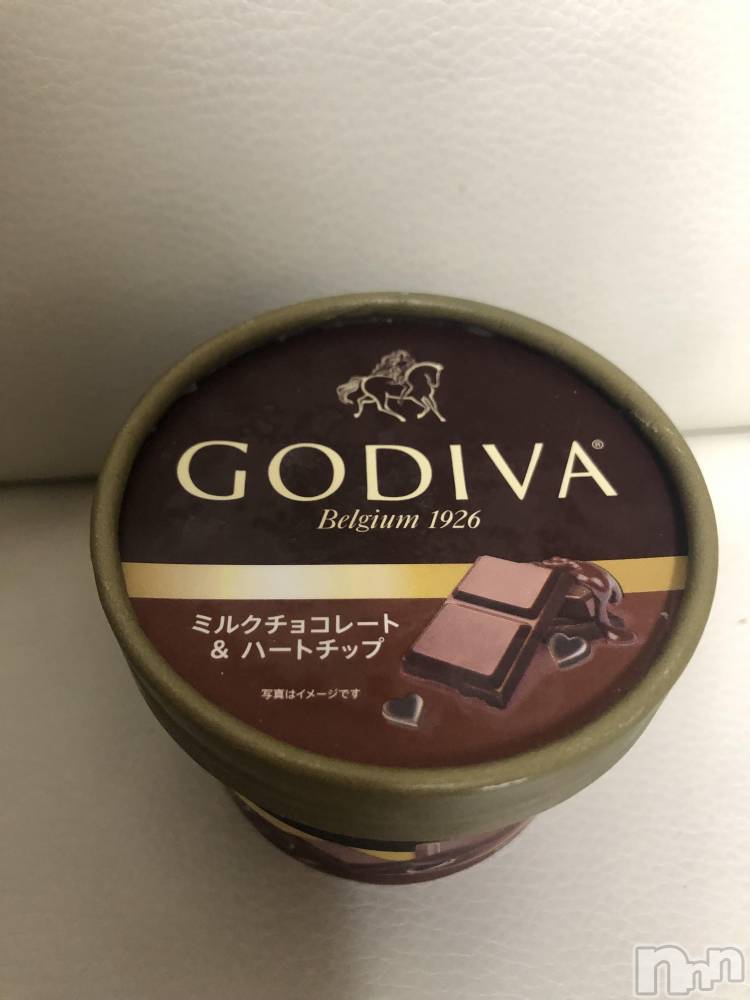 GODIVA®
Belgium 1926
ミルクチョコレート
& ハートチップ
写真はイメージです
nnn